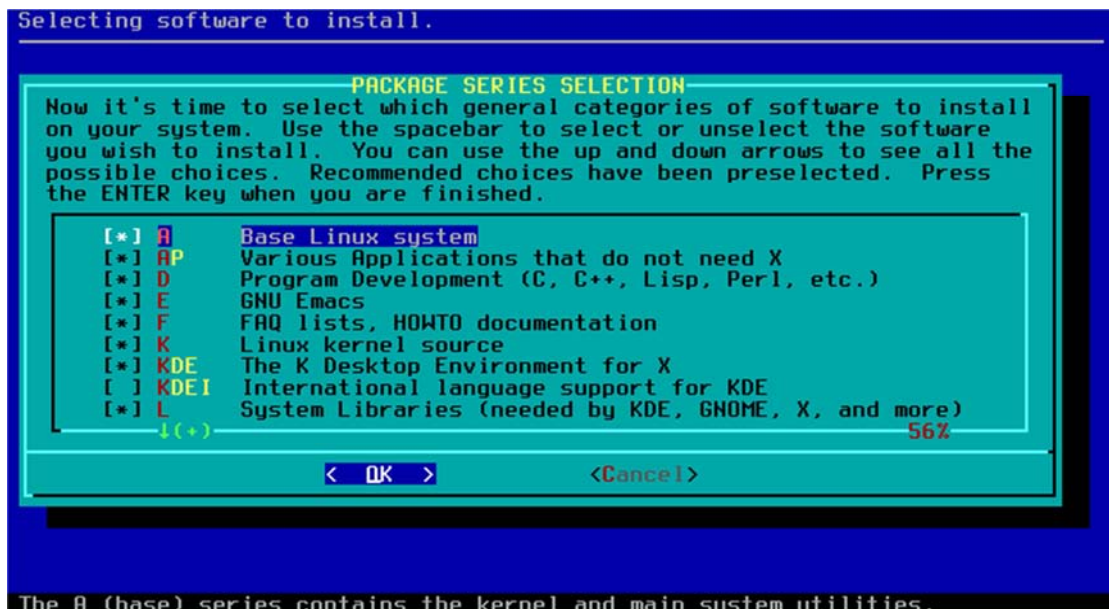 Selecting software to install.
PACKAGE SERIES SELECTION
Now it's time to select which general categories of software to install
on your system.  Use the spacebar to select or unselect the software
you wish to install.  You can use the up and down arrows to see all the
possible choices.  Recommended choices have been preselected.  Press
the ENTER key when you are finished.
[*] A Base Linux system
[*] AP Various Applications that do not need X
[*] D Program Development (C, C++, Lisp, Perl, etc.)
[*] E GNU Emacs
[*] F FAQ lists, HOWTO documentation
[*] K Linux kernel source
[*] KDE The K Desktop Environment for X
[ ] KDEI International language support for KDE
[*] L System Libraries (needed by KDE, GNOME, X, and more)
↓(+) 56%
< OK > <Cancel>
The A (base) series contains the kernel and main system utilities.